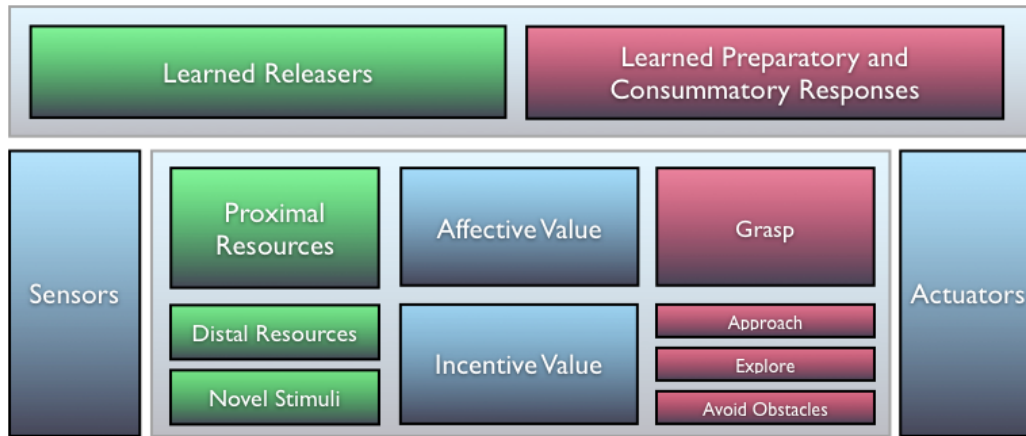 Learned Releasers
Learned Preparatory and
Consummatory Responses
Sensors
Proximal
Resources
Affective Value
Grasp
Actuators
Distal Resources
Incentive Value
Approach
Explore
Novel Stimuli
Avoid Obstacles